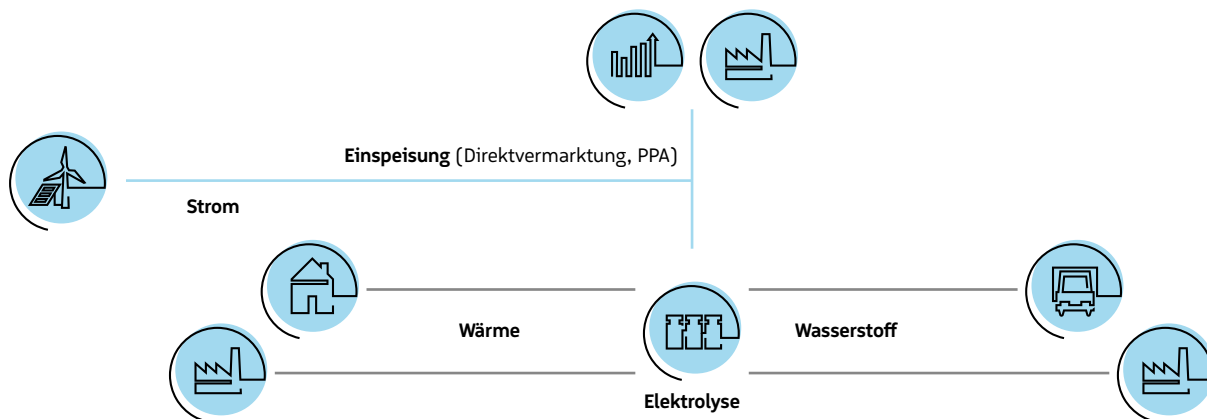 Einspeisung (Direktvermarktung, PPA)
Strom
Wärme
Wasserstoff
Elektrolyse